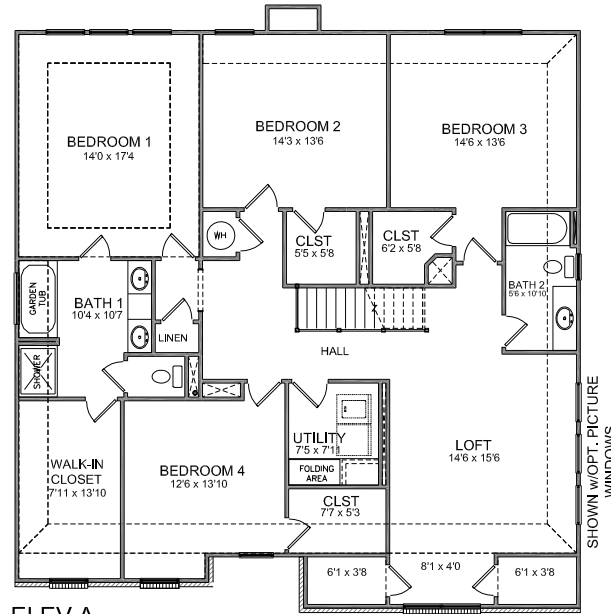 BEDROOM 1
14'0 x 17'4
BEDROOM 2
14'3 x 13'6
BEDROOM 3
14'6 x 13'6
WH
CLST
5'5 x 5'8
CLST
6'2 x 5'8
GARDEN
TUB
BATH 1
10'4 x 10'7
BATH 2
5'6 x 10'10
LINEN
HALL
SHOWER
UTILITY
7'5 x 7'11
FOLDING
AREA
LOFT
14'6 x 15'6
SHOWN w/OPT. PICTURE
WINDOWS
WALK-IN
CLOSET
7'11 x 13'10
BEDROOM 4
12'6 x 13'10
CLST
7'7 x 5'3
6'1 x 3'8
8'1 x 4'0
6'1 x 3'8
ELEV A